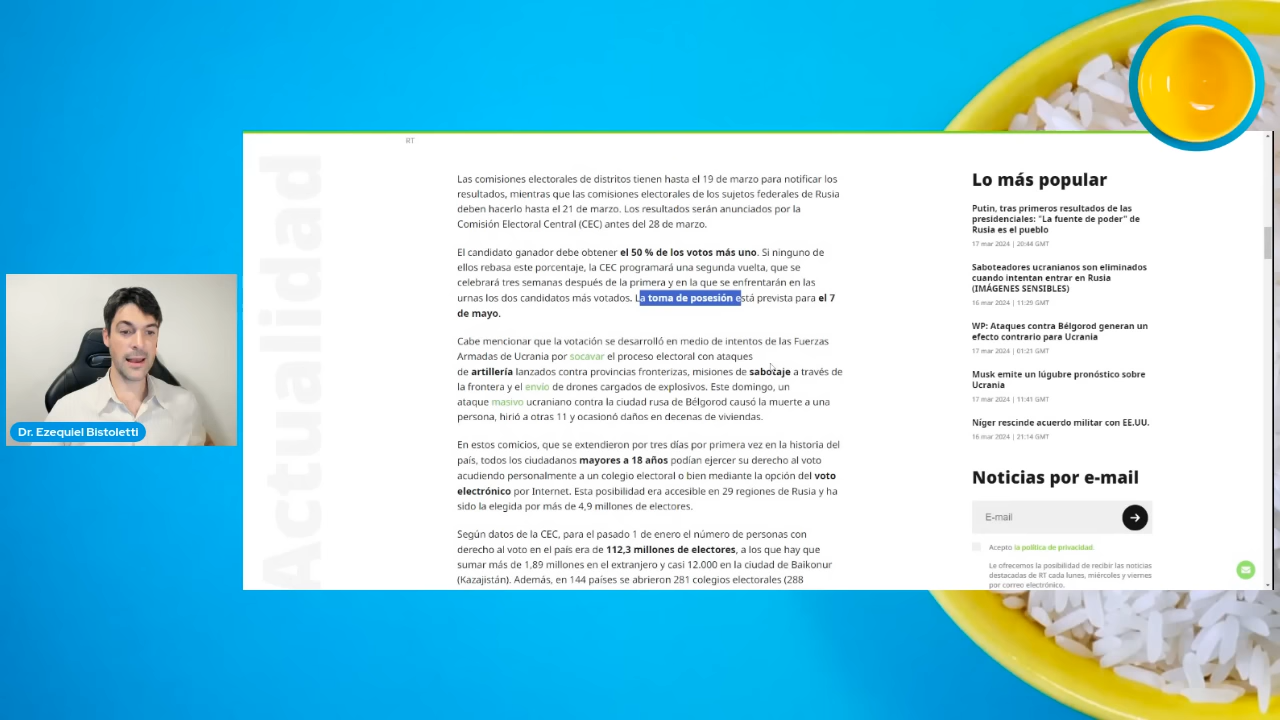 RT
Actualidad
Las comisiones electorales de distritos tienen hasta el 19 de marzo para notificar los
resultados, mientras que las comisiones electorales de los sujetos federales de Rusia
deben hacerlo hasta el 21 de marzo. Los resultados serán anunciados por la
Comisión Electoral Central (CEC) antes del 28 de marzo.
El candidato ganador debe obtener el 50 % de los votos más uno. Si ninguno de
ellos rebasa este porcentaje, la CEC programará una segunda vuelta, que se
celebrará tres semanas después de la primera y en la que se enfrentarán en las
urnas los dos candidatos más votados. La toma de posesión está prevista para el 7
de mayo.
Cabe mencionar que la votación se desarrolló en medio de intentos de las Fuerzas
Armadas de Ucrania por socavar el proceso electoral con ataques
de artillería lanzados contra provincias fronterizas, misiones de sabotaje a través de
la frontera y el envío de drones cargados de explosivos. Este domingo, un
ataque masivo ucraniano contra la ciudad rusa de Bélgorod causó la muerte a una
persona, hirió a otras 11 y ocasionó daños en decenas de viviendas.
En estos comicios, que se extendieron por tres días por primera vez en la historia del
país, todos los ciudadanos mayores a 18 años podían ejercer su derecho al voto
acudiendo personalmente a un colegio electoral o bien mediante la opción del voto
electrónico por Internet. Esta posibilidad era accesible en 29 regiones de Rusia y ha
sido la elegida por más de 4,9 millones de electores.
Según datos de la CEC, para el pasado 1 de enero el número de personas con
derecho al voto en el país era de 112,3 millones de electores, a los que hay que
sumar más de 1,89 millones en el extranjero y casi 12.000 en la ciudad de Baikonur
(Kazajistán). Además, en 144 países se abrieron 281 colegios electorales (288
Lo más popular
Putin, tras primeros resultados de las
presidenciales: "La fuente de poder" de
Rusia es el pueblo
17 mar 2024 | 20:44 GMT
Saboteadores ucranianos son eliminados
cuando intentan entrar en Rusia
(IMÁGENES SENSIBLES)
16 mar 2024 | 11:29 GMT
WP: Ataques contra Bélgorod generan un
efecto contrario para Ucrania
17 mar 2024 | 01:21 GMT
Musk emite un lúgubre pronóstico sobre
Ucrania
17 mar 2024 | 11:41 GMT
Níger rescinde acuerdo militar con EE.UU.
16 mar 2024 | 21:14 GMT
Noticias por e-mail
E-mail
Acepto la política de privacidad.
Le ofrecemos la posibilidad de recibir las noticias
destacadas de RT cada lunes, miércoles y viernes
por correo electrónico.
Dr. Ezequiel Bistoletti